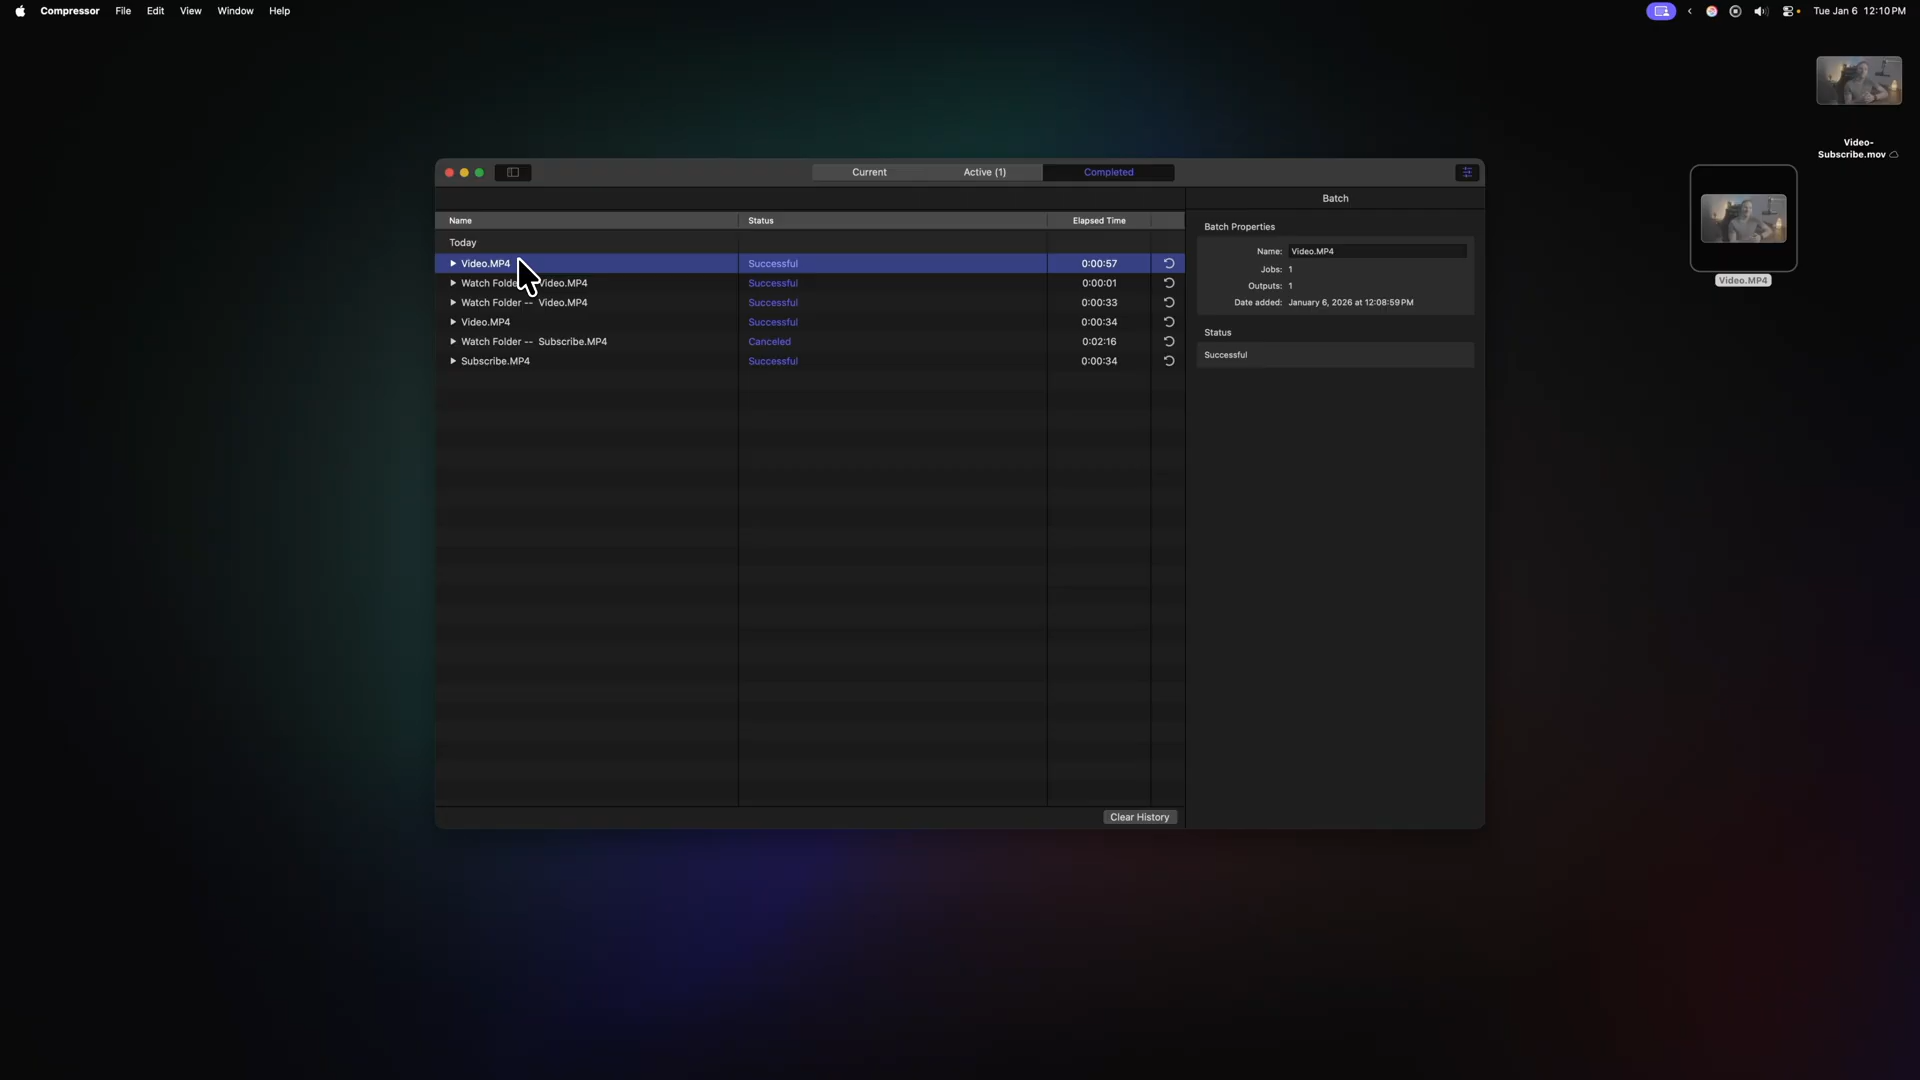 Compressor File Edit View Window Help
Tue Jan 6 12:10 PM
Video-
Subscribe.mov
Video.MP4
Current Active (1) Completed
Name Status Elapsed Time
Today
Video.MP4 Successful 0:00:57
Watch Folde Video.MP4 Successful 0:00:01
Watch Folder -- Video.MP4 Successful 0:00:33
Video.MP4 Successful 0:00:34
Watch Folder -- Subscribe.MP4 Canceled 0:02:16
Subscribe.MP4 Successful 0:00:34
Clear History
Batch
Batch Properties
Name: Video.MP4
Jobs: 1
Outputs: 1
Date added: January 6, 2026 at 12:08:59 PM
Status
Successful